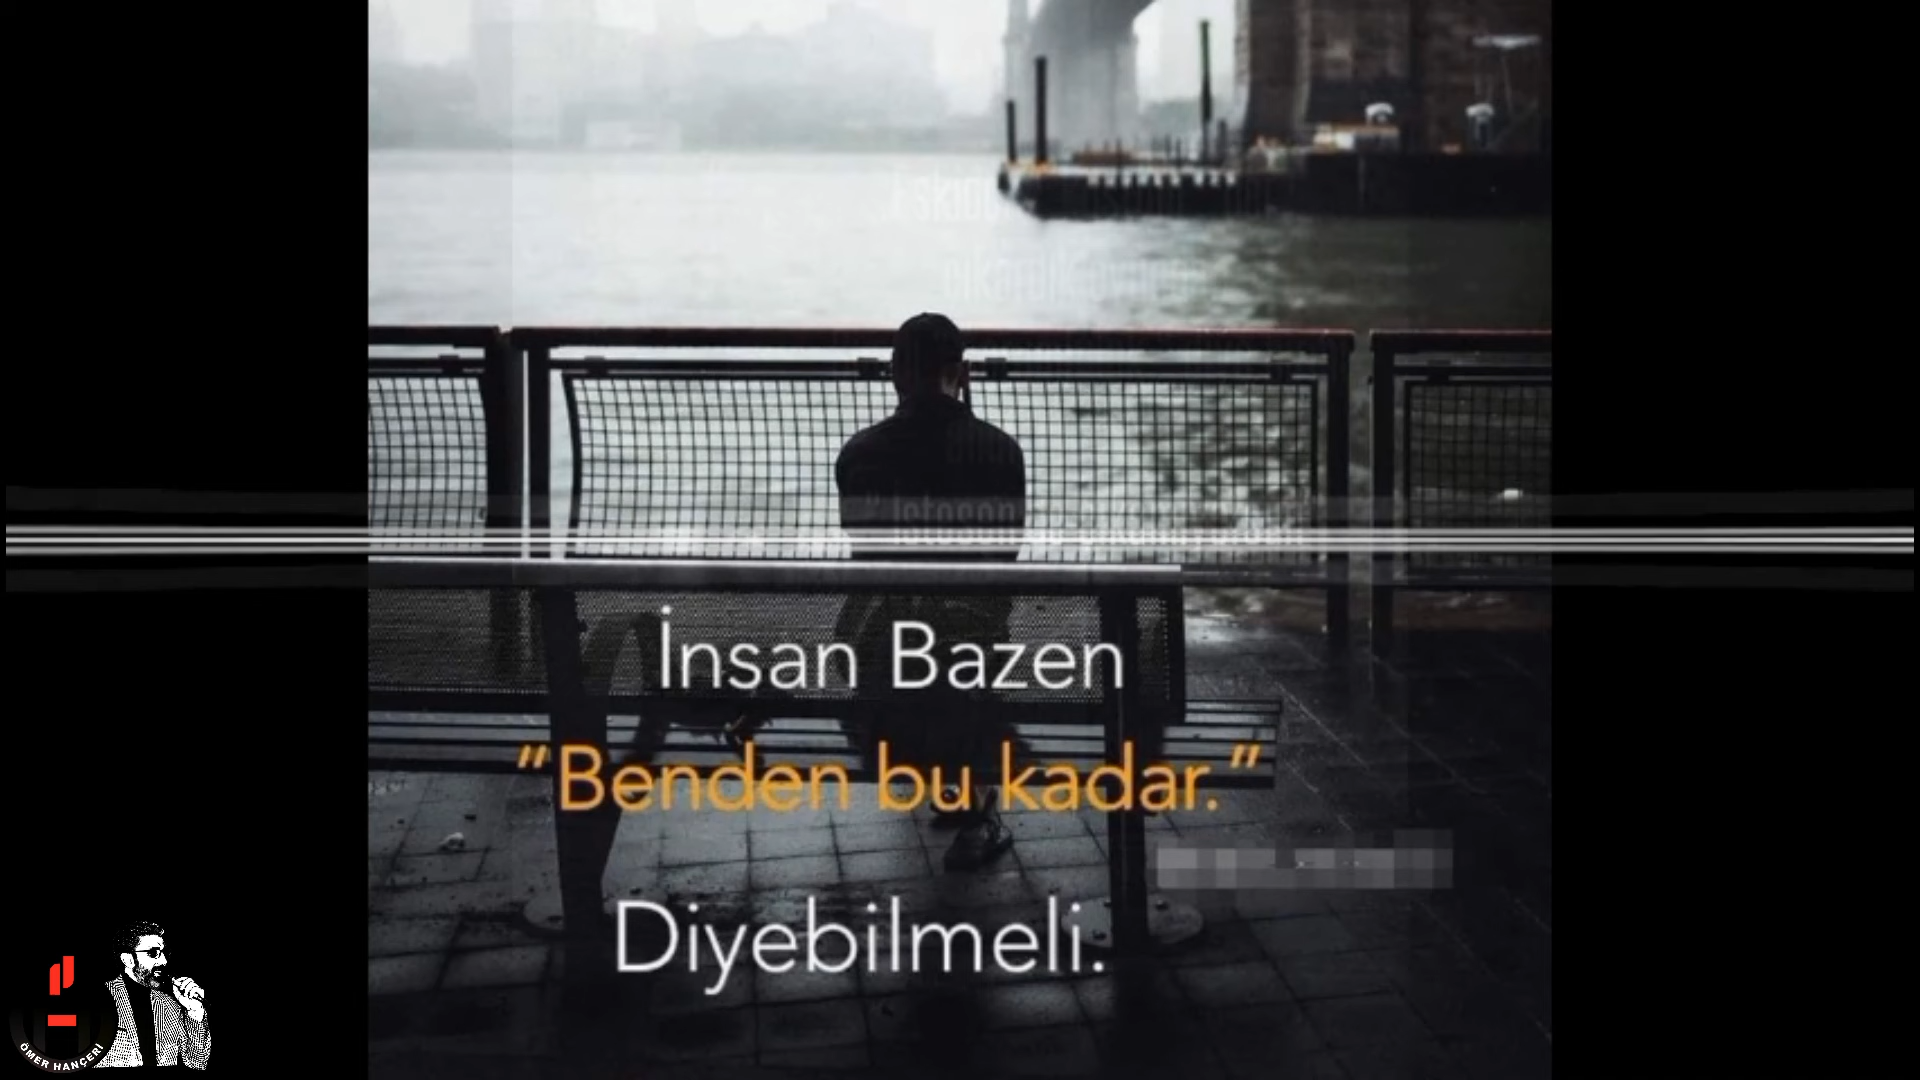 İnsan Bazen
“Benden bu kadar.”
Diyebilmeli.
ÖMER HANÇERİ